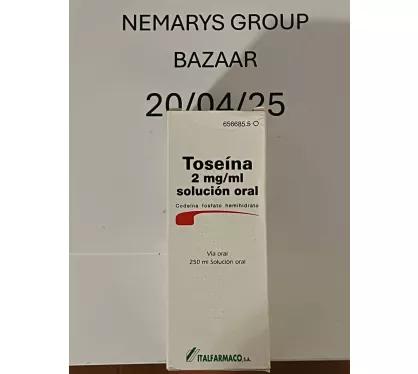 NEMARYS GROUP
BAZAAR
20/04/25
656685.5 O
Toseína
2 mg/ml
solución oral
Codeína fosfato hemihidrato
Vía oral
250 ml Solución oral
ITALFARMACO, S.A.